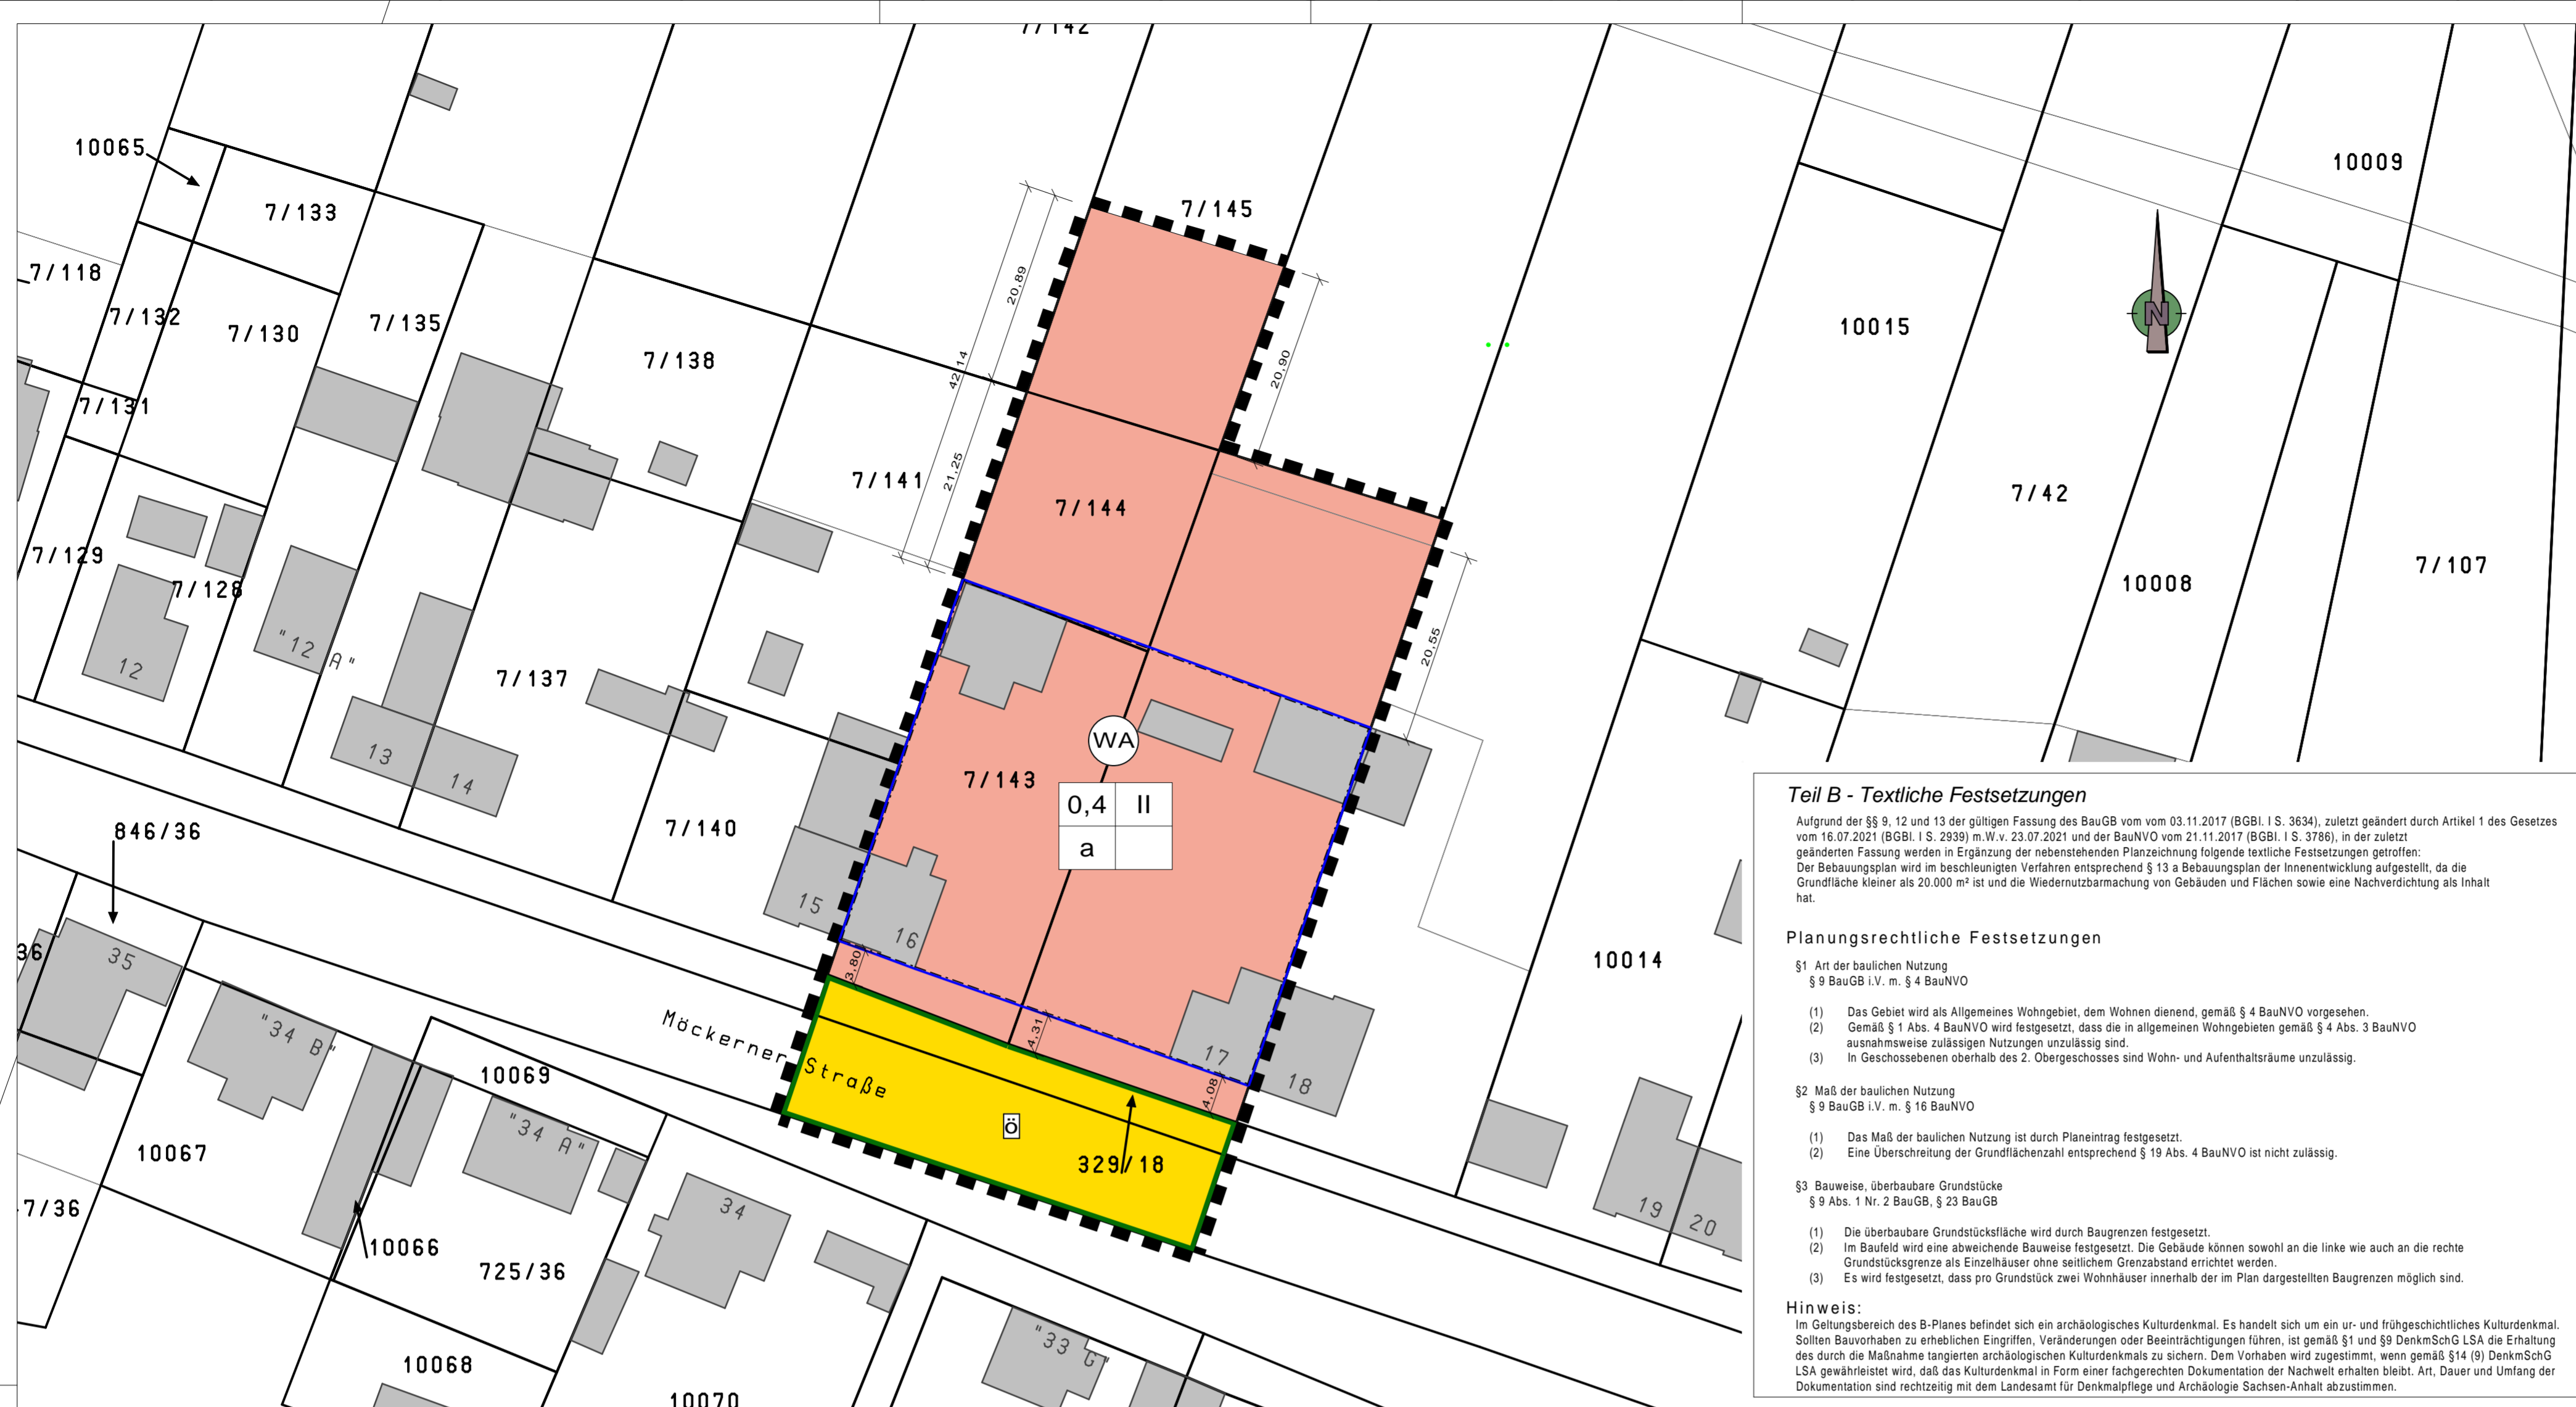 7/142
10065
7/133
7/118
7/132
7/130
7/135
7/131
7/138
7/141
7/129
7/128
12
"12 A"
13
14
7/137
7/140
15
846/36
36
35
"34 B"
"34 A"
10069
10067
7/36
10066
725/36
34
10068
10070
"33 G"
7/145
20,89
42,14
21,25
20,90
20,55
7/144
7/143
WA
0,4
II
a
16
17
18
3,80
4,31
4,08
Möckerner Straße
ö
329/18
10009
10015
N
7/42
10008
7/107
10014
19
20
Teil B - Textliche Festsetzungen
Aufgrund der §§ 9, 12 und 13 der gültigen Fassung des BauGB vom vom 03.11.2017 (BGBl. I S. 3634), zuletzt geändert durch Artikel 1 des Gesetzes
vom 16.07.2021 (BGBl. I S. 2939) m.W.v. 23.07.2021 und der BauNVO vom 21.11.2017 (BGBl. I S. 3786), in der zuletzt
geänderten Fassung werden in Ergänzung der nebenstehenden Planzeichnung folgende textliche Festsetzungen getroffen:
Der Bebauungsplan wird im beschleunigten Verfahren entsprechend § 13 a Bebauungsplan der Innenentwicklung aufgestellt, da die
Grundfläche kleiner als 20.000 m² ist und die Wiedernutzbarmachung von Gebäuden und Flächen sowie eine Nachverdichtung als Inhalt
hat.
Planungsrechtliche Festsetzungen
§1 Art der baulichen Nutzung
§ 9 BauGB i.V. m. § 4 BauNVO
(1) Das Gebiet wird als Allgemeines Wohngebiet, dem Wohnen dienend, gemäß § 4 BauNVO vorgesehen.
(2) Gemäß § 1 Abs. 4 BauNVO wird festgesetzt, dass die in allgemeinen Wohngebieten gemäß § 4 Abs. 3 BauNVO
ausnahmsweise zulässigen Nutzungen unzulässig sind.
(3) In Geschossebenen oberhalb des 2. Obergeschosses sind Wohn- und Aufenthaltsräume unzulässig.
§2 Maß der baulichen Nutzung
§ 9 BauGB i.V. m. § 16 BauNVO
(1) Das Maß der baulichen Nutzung ist durch Planeintrag festgesetzt.
(2) Eine Überschreitung der Grundflächenzahl entsprechend § 19 Abs. 4 BauNVO ist nicht zulässig.
§3 Bauweise, überbaubare Grundstücke
§ 9 Abs. 1 Nr. 2 BauGB, § 23 BauGB
(1) Die überbaubare Grundstücksfläche wird durch Baugrenzen festgesetzt.
(2) Im Baufeld wird eine abweichende Bauweise festgesetzt. Die Gebäude können sowohl an die linke wie auch an die rechte
Grundstücksgrenze als Einzelhäuser ohne seitlichem Grenzabstand errichtet werden.
(3) Es wird festgesetzt, dass pro Grundstück zwei Wohnhäuser innerhalb der im Plan dargestellten Baugrenzen möglich sind.
Hinweis:
Im Geltungsbereich des B-Planes befindet sich ein archäologisches Kulturdenkmal. Es handelt sich um ein ur- und frühgeschichtliches Kulturdenkmal.
Sollten Bauvorhaben zu erheblichen Eingriffen, Veränderungen oder Beeinträchtigungen führen, ist gemäß §1 und §9 DenkmSchG LSA die Erhaltung
des durch die Maßnahme tangierten archäologischen Kulturdenkmals zu sichern. Dem Vorhaben wird zugestimmt, wenn gemäß §14 (9) DenkmSchG
LSA gewährleistet wird, daß das Kulturdenkmal in Form einer fachgerechten Dokumentation der Nachwelt erhalten bleibt. Art, Dauer und Umfang der
Dokumentation sind rechtzeitig mit dem Landesamt für Denkmalpflege und Archäologie Sachsen-Anhalt abzustimmen.